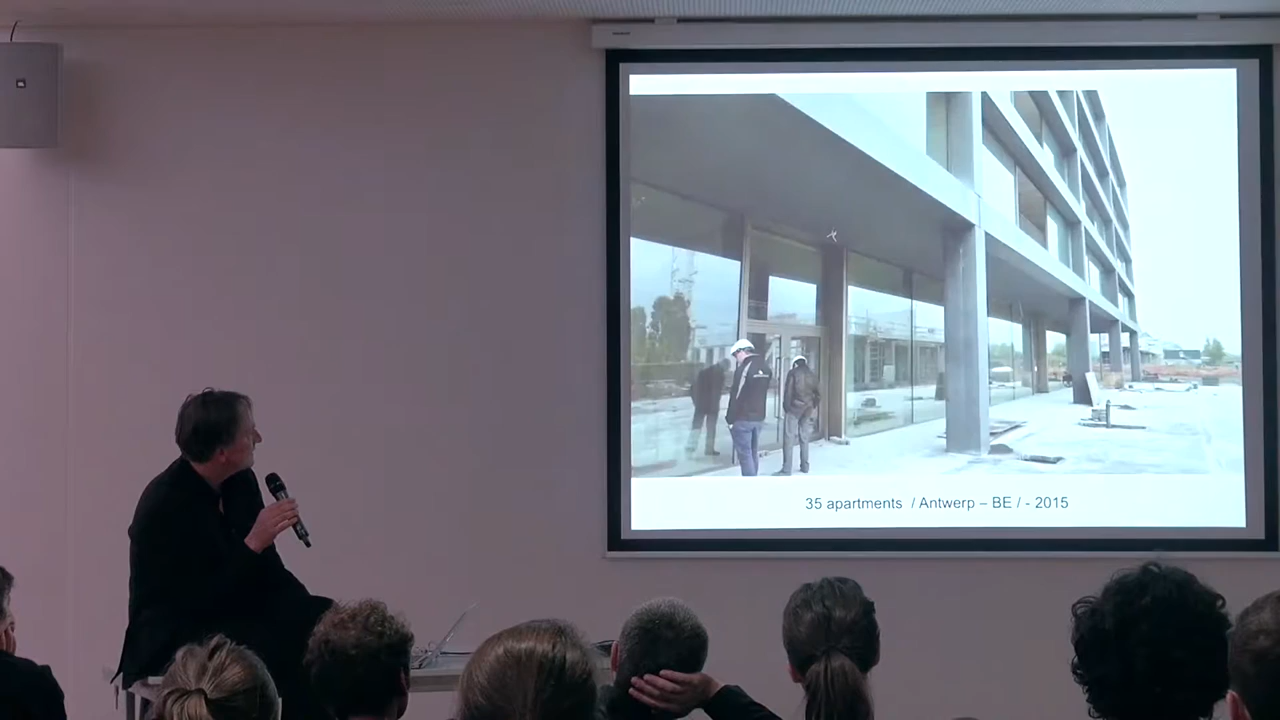 35 apartments / Antwerp – BE / - 2015